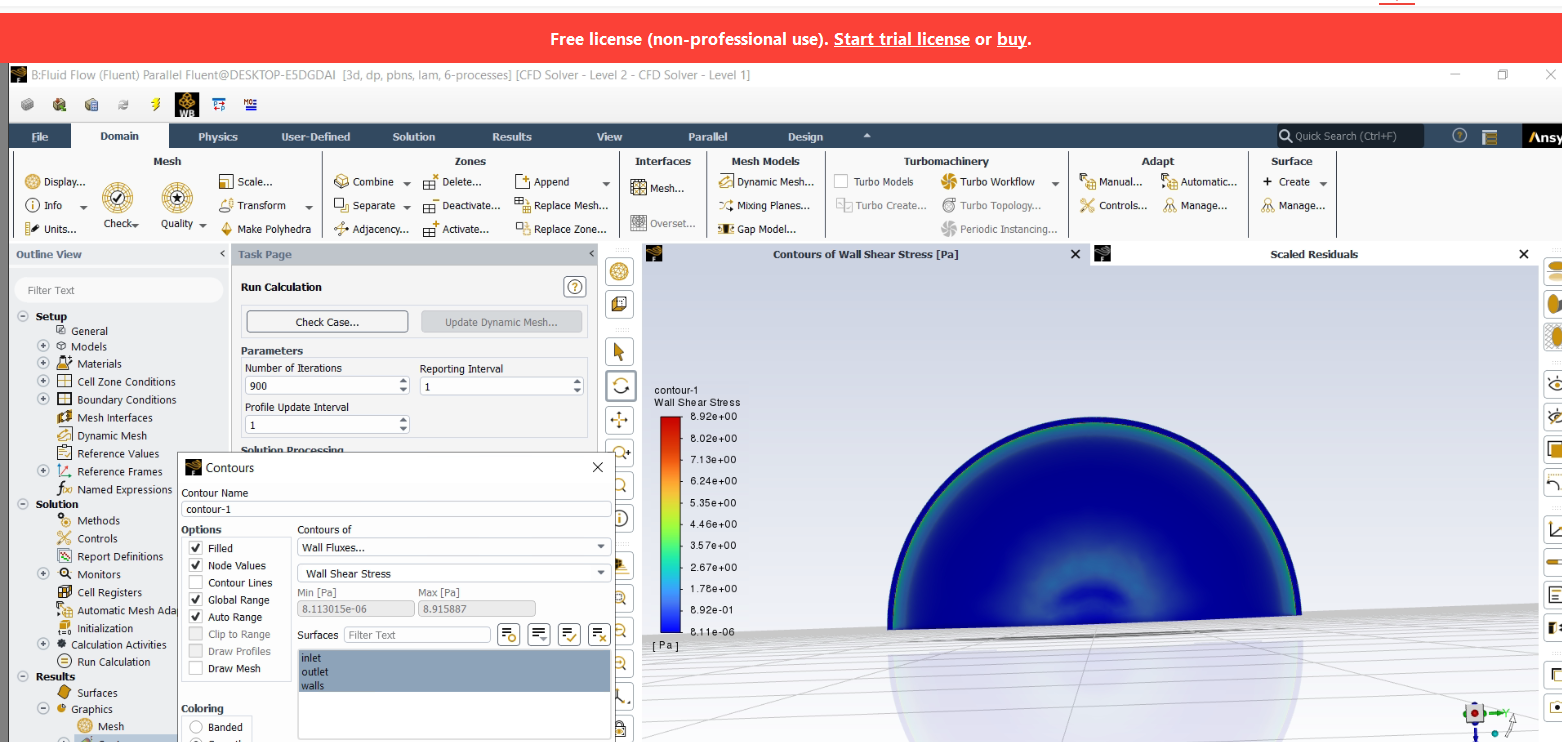 Free license (non-professional use). Start trial license or buy.
B:Fluid Flow (Fluent) Parallel Fluent@DESKTOP-E5DGDAI [3d, dp, pbns, lam, 6-processes] [CFD Solver - Level 2 - CFD Solver - Level 1]
WB
File Domain Physics User-Defined Solution Results View Parallel Design Quick Search (Ctrl+F)
Mesh Zones Interfaces Mesh Models Turbomachinery Adapt Surface
Display... Scale... Combine Delete... Append Mesh... Dynamic Mesh... Turbo Models Turbo Workflow Manual... Automatic... + Create
Info Check Quality Transform Separate Deactivate... Replace Mesh... Overset... Mixing Planes... Turbo Create... Turbo Topology... Controls... Manage... Manage...
Units... Make Polyhedra Adjacency... Activate... Replace Zone... Gap Model... Periodic Instancing...
Outline View < Task Page < Contours of Wall Shear Stress [Pa] Scaled Residuals
Filter Text
Setup
General
Models
Materials
Cell Zone Conditions
Boundary Conditions
Mesh Interfaces
Dynamic Mesh
Reference Values
Reference Frames
Named Expressions
Solution
Methods
Controls
Report Definitions
Monitors
Cell Registers
Automatic Mesh Ada
Initialization
Calculation Activities
Run Calculation
Results
Surfaces
Graphics
Mesh
Run Calculation
Check Case... Update Dynamic Mesh...
Parameters
Number of Iterations Reporting Interval
900 1
Profile Update Interval
1
Solution Processing
Contours
Contour Name
contour-1
Options
Filled
Node Values
Contour Lines
Global Range
Auto Range
Clip to Range
Draw Profiles
Draw Mesh
Coloring
Banded
Contours of
Wall Fluxes...
Wall Shear Stress
Min [Pa] Max [Pa]
8.113015e-06 8.915887
Surfaces Filter Text
inlet
outlet
walls
contour-1
Wall Shear Stress
8.92e+00
8.02e+00
7.13e+00
6.24e+00
5.35e+00
4.46e+00
3.57e+00
2.67e+00
1.78e+00
8.92e-01
8.11e-06
[ Pa ]
Y